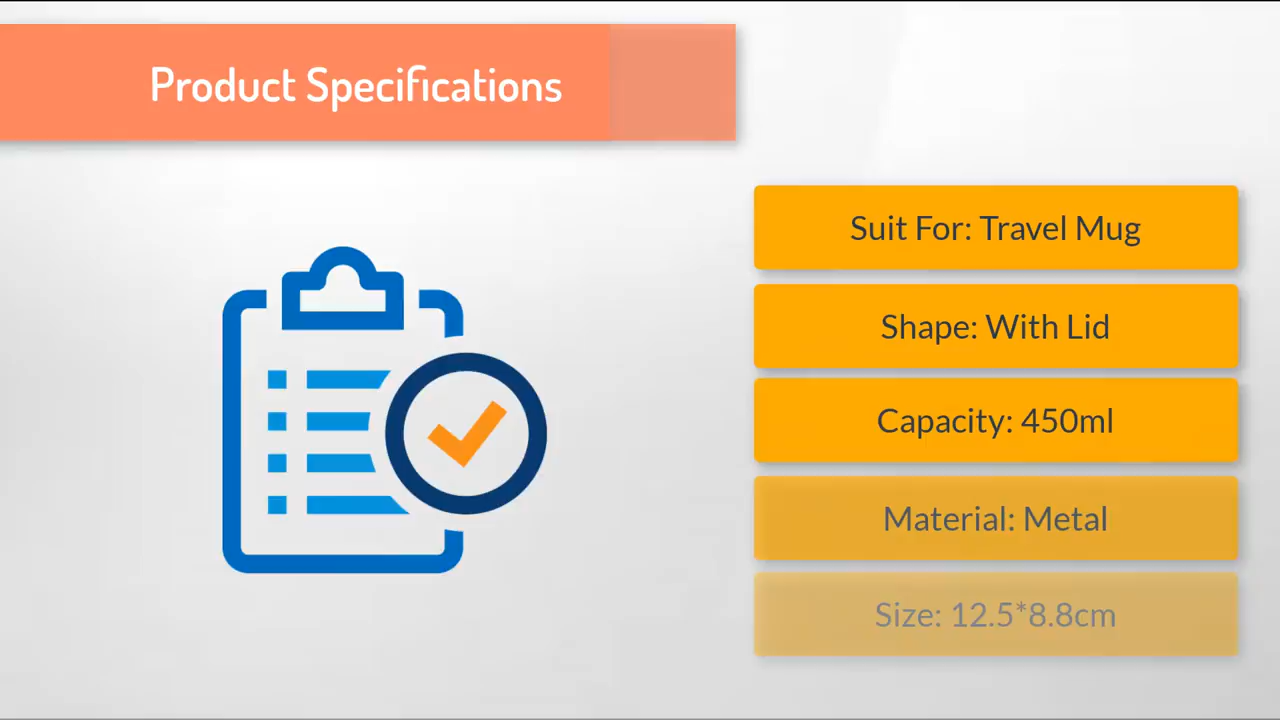 Product Specifications
Suit For: Travel Mug
Shape: With Lid
Capacity: 450ml
Material: Metal
Size: 12.5*8.8cm